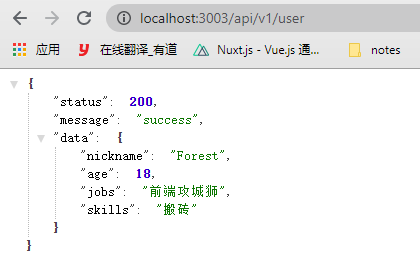 localhost:3003/api/v1/user
应用 在线翻译_有道 Nuxt.js - Vue.js 通... notes
{
"status": 200,
"message": "success",
"data": {
"nickname": "Forest",
"age": 18,
"jobs": "前端攻城狮",
"skills": "搬砖"
}
}